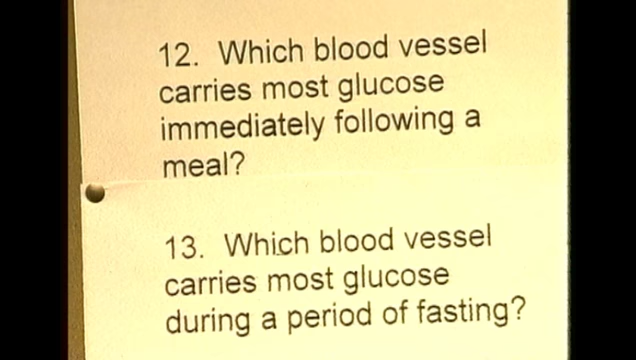 12. Which blood vessel
carries most glucose
immediately following a
meal?
13. Which blood vessel
carries most glucose
during a period of fasting?